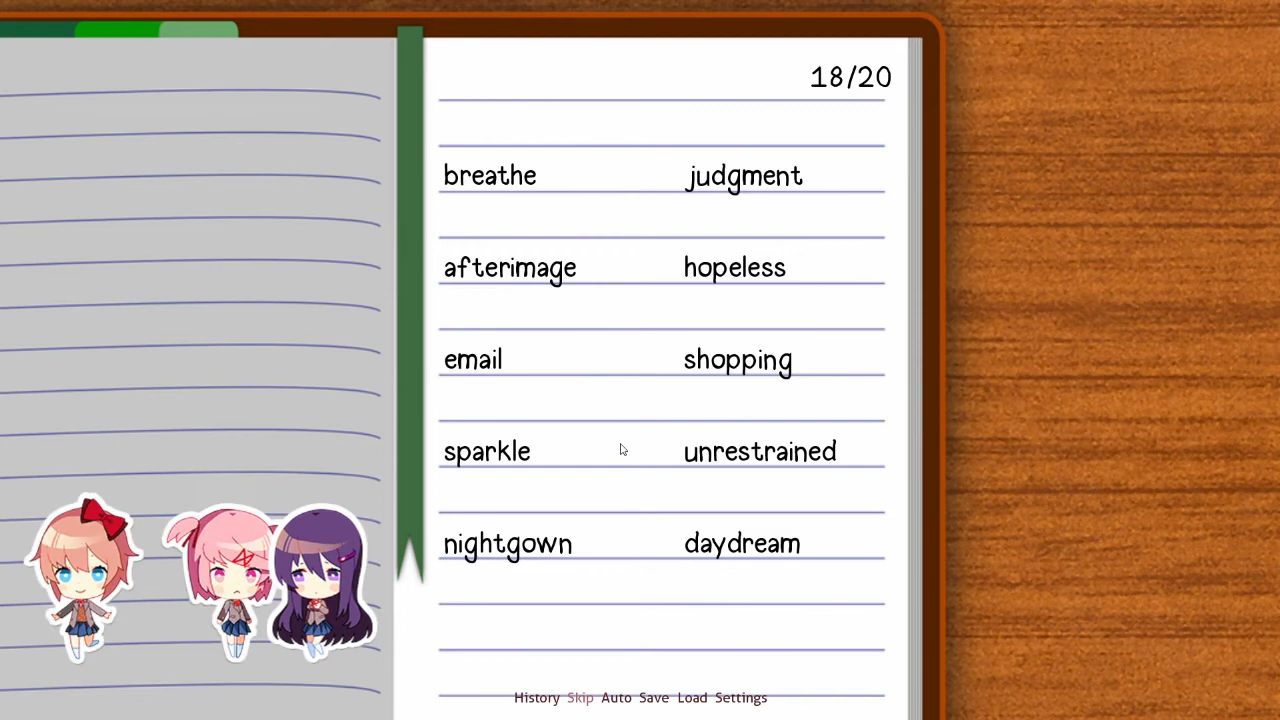 18/20
breathe judgment
afterimage hopeless
email shopping
sparkle unrestrained
nightgown daydream
History Skip Auto Save Load Settings